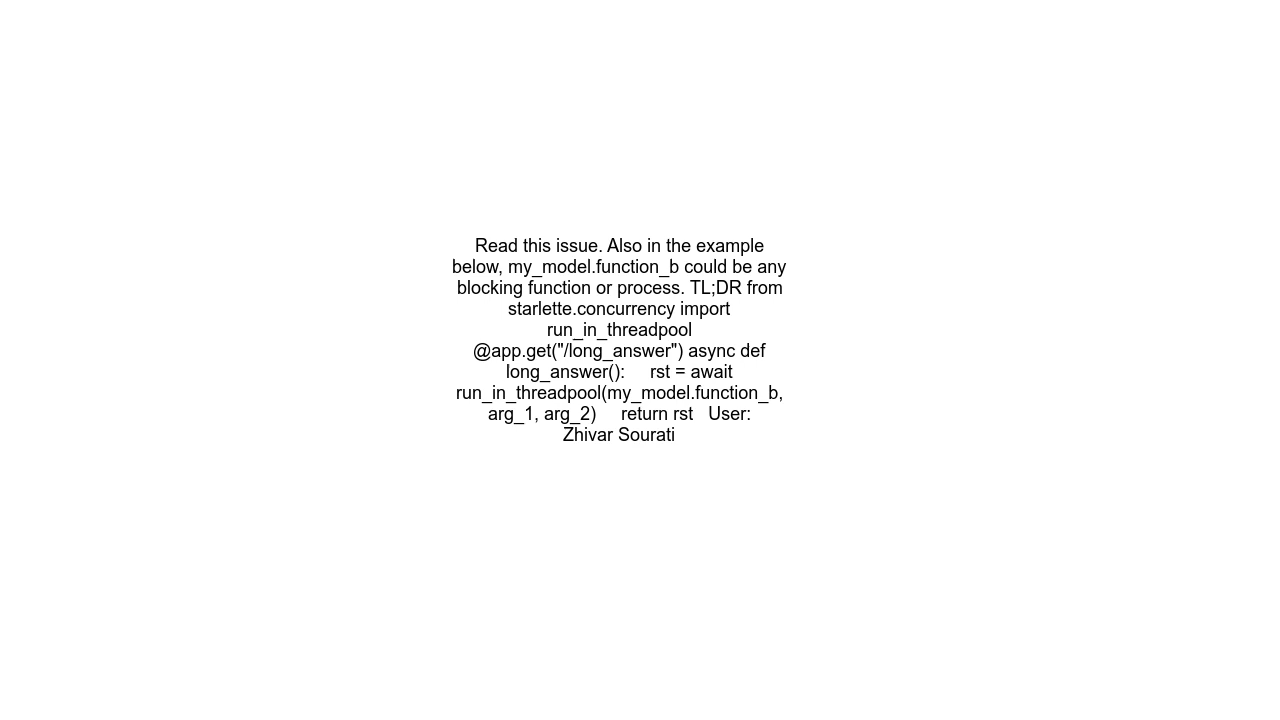 Read this issue. Also in the example
below, my_model.function_b could be any
blocking function or process. TL;DR from
starlette.concurrency import
run_in_threadpool
@app.get("/long_answer") async def
long_answer():     rst = await
run_in_threadpool(my_model.function_b,
arg_1, arg_2)     return rst   User:
Zhivar Sourati